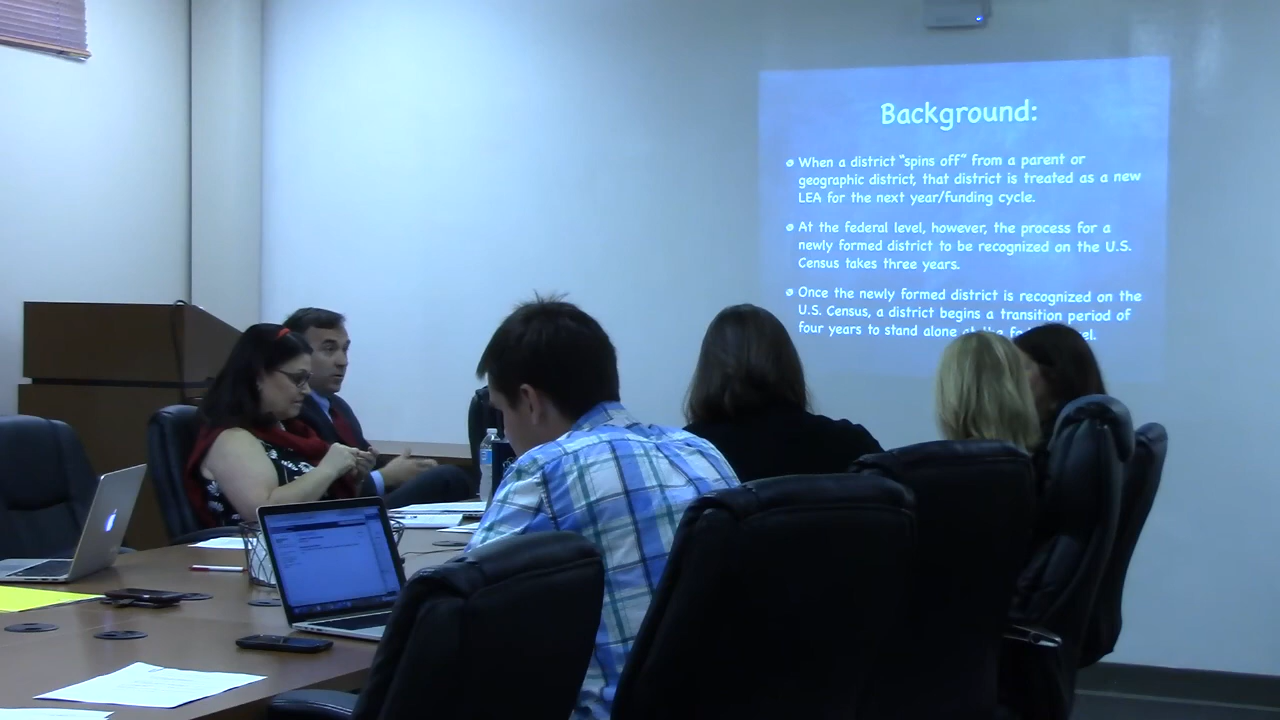 Background:
When a district “spins off” from a parent or
geographic district, that district is treated as a new
LEA for the next year/funding cycle.
At the federal level, however, the process for a
newly formed district to be recognized on the U.S.
Census takes three years.
Once the newly formed district is recognized on the
U.S. Census, a district begins a transition period of
four years to stand alone